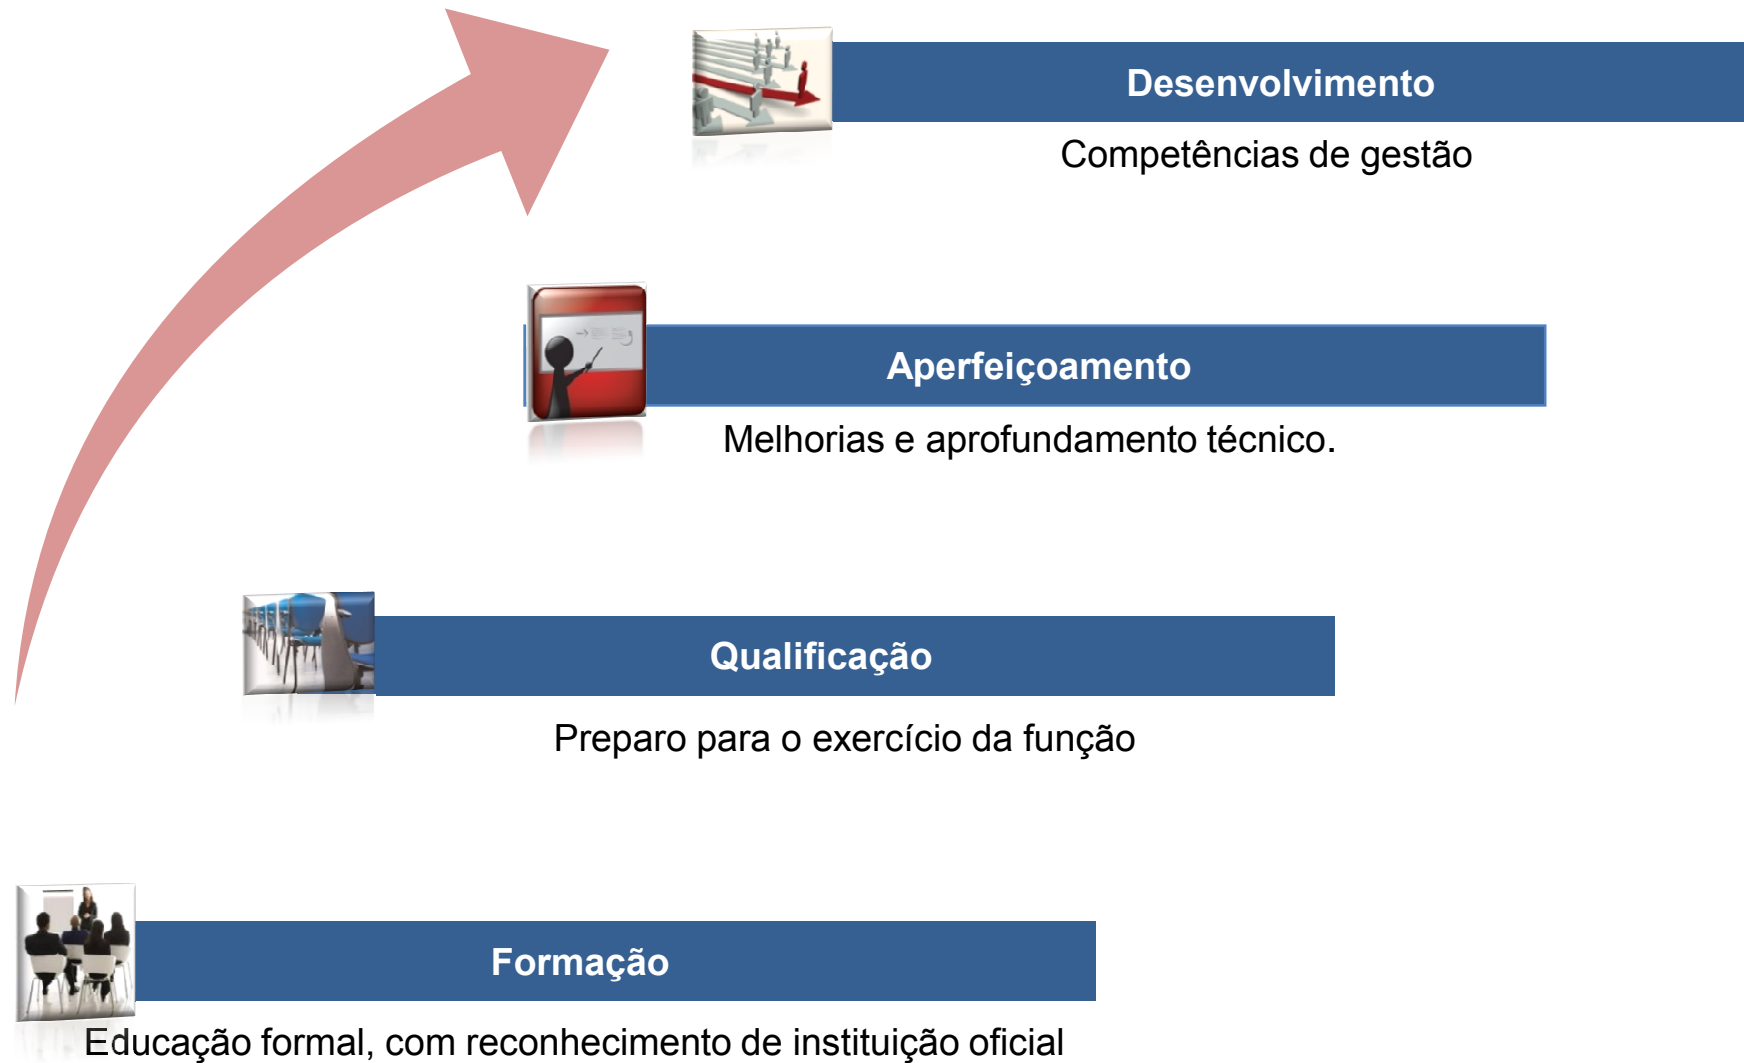 Desenvolvimento
Competências de gestão
Aperfeiçoamento
Melhorias e aprofundamento técnico.
Qualificação
Preparo para o exercício da função
Formação
Educação formal, com reconhecimento de instituição oficial